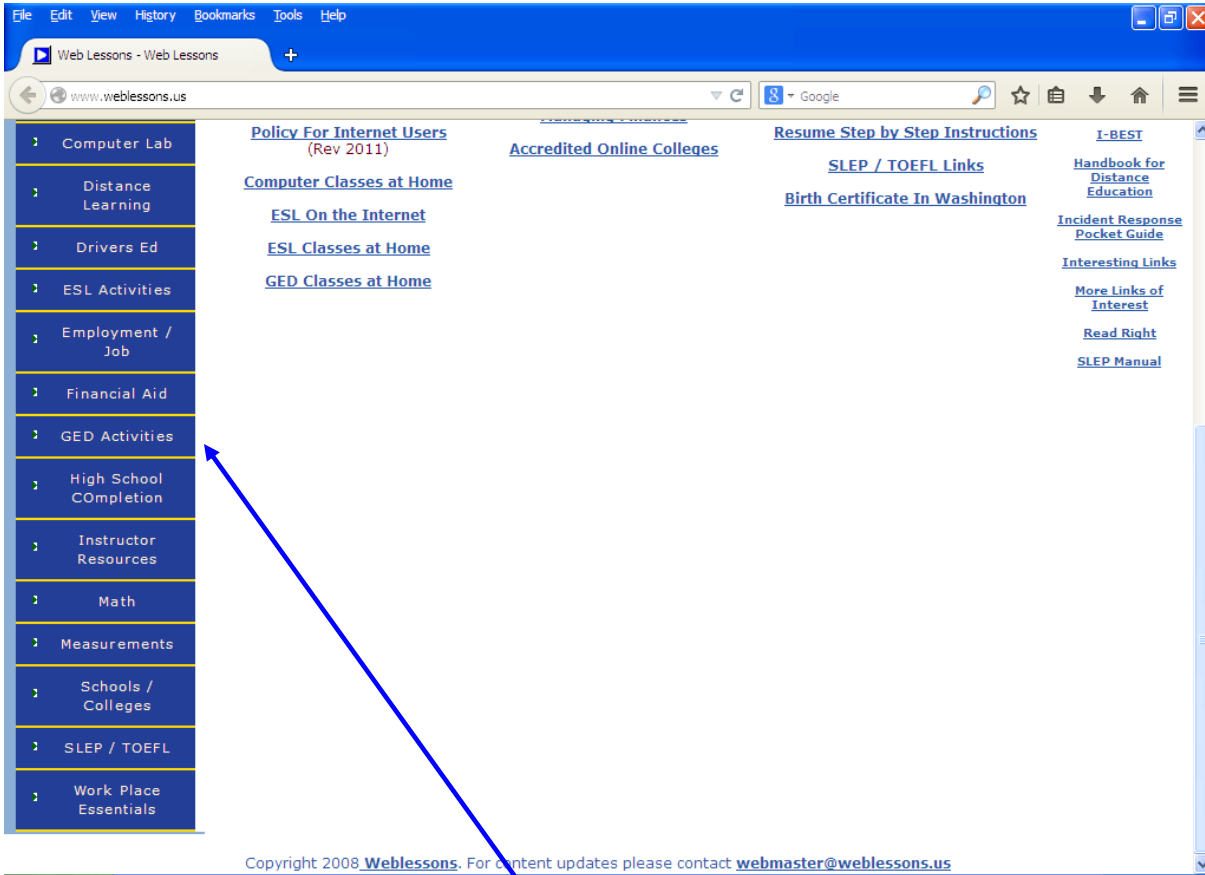 File Edit View History Bookmarks Tools Help
Web Lessons - Web Lessons +
www.weblessons.us
8 Google
Computer Lab
Distance
Learning
Drivers Ed
ESL Activities
Employment /
Job
Financial Aid
GED Activities
High School
COmpletion
Instructor
Resources
Math
Measurements
Schools /
Colleges
SLEP / TOEFL
Work Place
Essentials
Policy For Internet Users
(Rev 2011)
Computer Classes at Home
ESL On the Internet
ESL Classes at Home
GED Classes at Home
Managing Finances
Accredited Online Colleges
Resume Step by Step Instructions
SLEP / TOEFL Links
Birth Certificate In Washington
I-BEST
Handbook for
Distance
Education
Incident Response
Pocket Guide
Interesting Links
More Links of
Interest
Read Right
SLEP Manual
Copyright 2008 Weblessons. For content updates please contact webmaster@weblessons.us